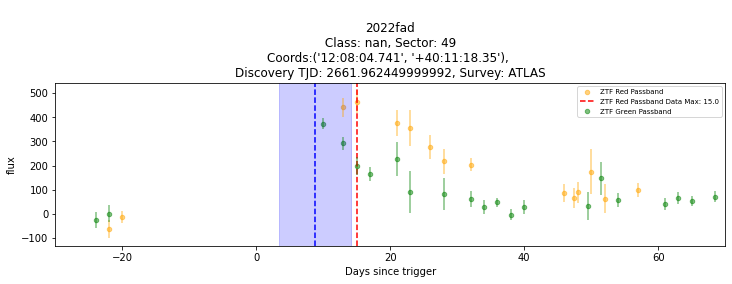 2022fad
Class: nan, Sector: 49
Coords:('12:08:04.741', '+40:11:18.35'),
Discovery TJD: 2661.962449999992, Survey: ATLAS
ZTF Red Passband
ZTF Red Passband Data Max: 15.0
ZTF Green Passband
500
400
300
200
100
0
−100
flux
−20
0
20
40
60
Days since trigger